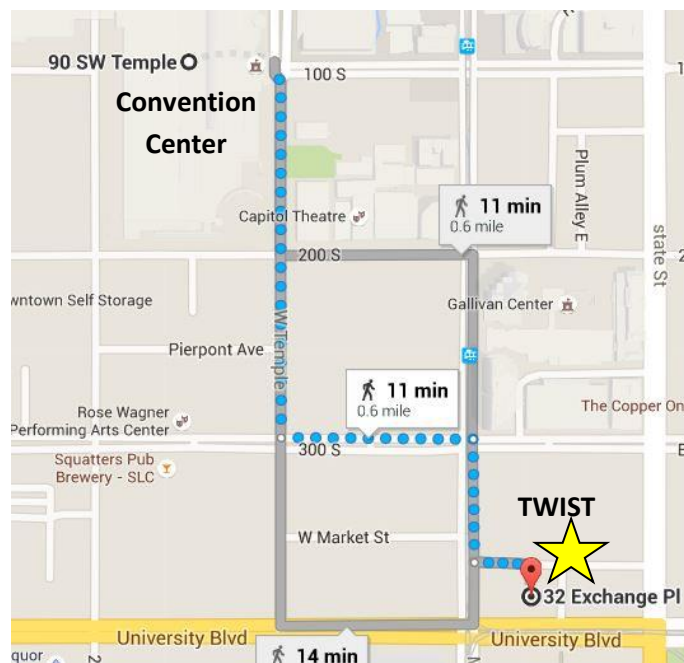 90 SW Temple
100 S
1
Convention
Center
Plum Alley E
Capitol Theatre
11 min
0.6 mile
state St
200 S
2
wntown Self Storage
Gallivan Center
W Temple
Pierpont Ave
11 min
0.6 mile
Rose Wagner
Performing Arts Center
The Copper On
300 S
E
Squatters Pub
Brewery - SLC
TWIST
W Market St
32 Exchange Pl
University Blvd
University Blvd
quor
2
14 min